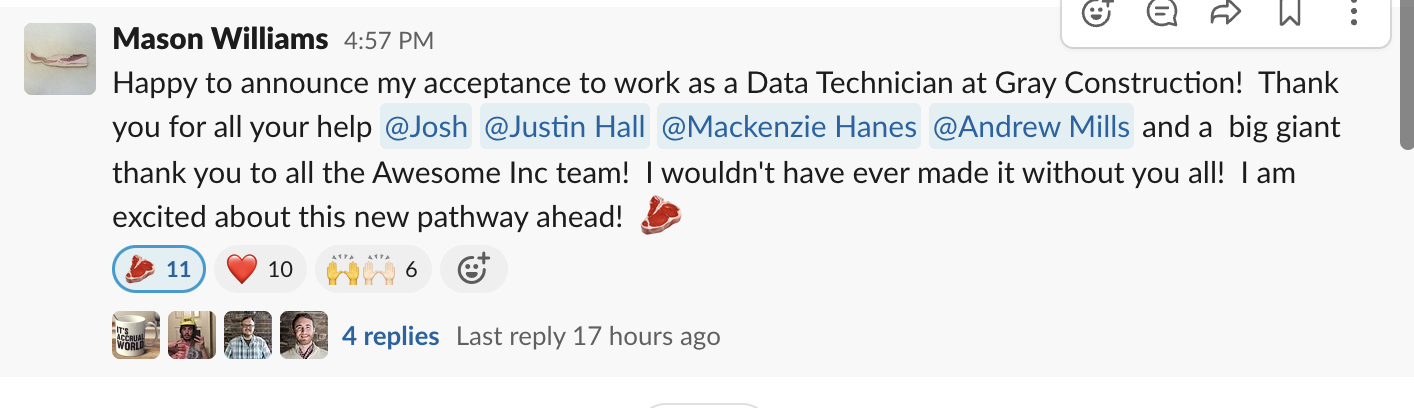 Mason Williams 4:57 PM
Happy to announce my acceptance to work as a Data Technician at Gray Construction!  Thank
you for all your help @Josh @Justin Hall @Mackenzie Hanes @Andrew Mills and a  big giant
thank you to all the Awesome Inc team!  I wouldn't have ever made it without you all!  I am
excited about this new pathway ahead!
11 10 6
IT'S
ACCRUAL
WORLD
4 replies Last reply 17 hours ago